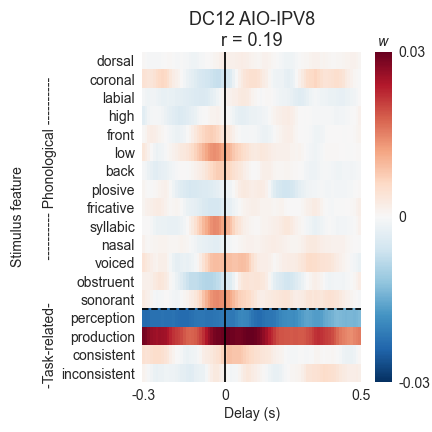 DC12 AIO-IPV8
r = 0.19
w
dorsal
coronal
labial
high
front
low
back
plosive
fricative
syllabic
nasal
voiced
obstruent
sonorant
perception
production
consistent
inconsistent
Stimulus feature
----------- Phonological ----------
-Task-related-
0.03
0
-0.03
-0.3
0
0.5
Delay (s)